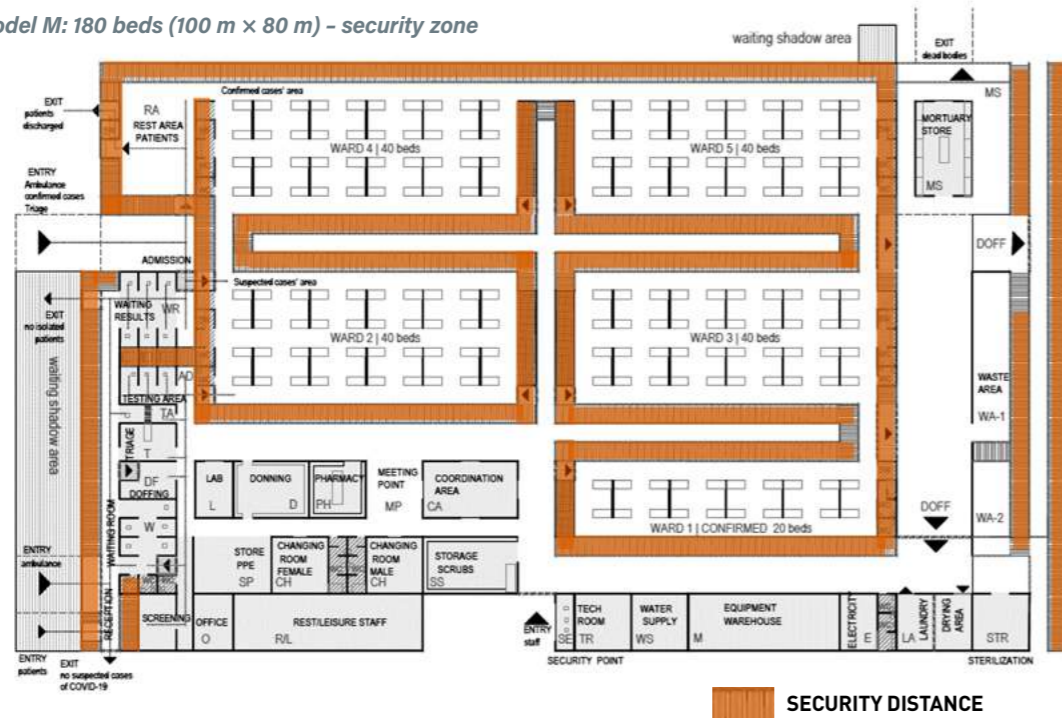 odel M: 180 beds (100 m × 80 m) – security zone
waiting shadow area
EXIT
dead bodies
EXIT
patients
discharged
RA
REST AREA
PATIENTS
Confirmed cases' area
WARD 4 | 40 beds
WARD 5 | 40 beds
MS
MORTUARY
STORE
MS
ENTRY
Ambulance
confirmed cases
Triage
DOFF
ADMISSION
Suspected cases' area
WAITING
RESULTS
WR
EXIT
no isolated
patients
WARD 2 | 40 beds
WARD 3 | 40 beds
waiting shadow area
AD
TESTING AREA
TA
TRIAGE
T
WASTE
AREA
WA-1
DF
DOFFING
LAB
L
DONNING
D
PHARMACY
PH
MEETING
POINT
MP
COORDINATION
AREA
CA
WAITING ROOM
W
WARD 1 | CONFIRMED 20 beds
DOFF
WA-2
ENTRY
ambulance
STORE
PPE
SP
CHANGING
ROOM
FEMALE
CH
WC
WC
CHANGING
ROOM
MALE
CH
STORAGE
SCRUBS
SS
WC
WC
RECEPTION
SCREENING
OFFICE
O
REST/LEISURE STAFF
R/L
ENTRY
staff
SE
TECH
ROOM
TR
WATER
SUPPLY
WS
EQUIPMENT
WAREHOUSE
M
ELECTRICITY
E
LAUNDRY
LA
DRYING
AREA
STR
ENTRY
patients
EXIT
no suspected cases
of COVID-19
SECURITY POINT
STERILIZATION
SECURITY DISTANCE